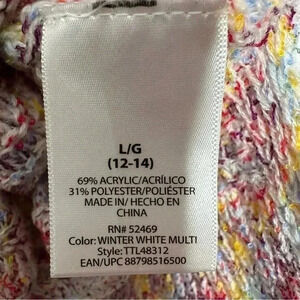 L/G
(12-14)
69% ACRYLIC/ACRÍLICO
31% POLYESTER/POLIÉSTER
MADE IN/ HECHO EN
CHINA
RN# 52469
Color: WINTER WHITE MULTI
Style: TTL48312
EAN/UPC 88798516500